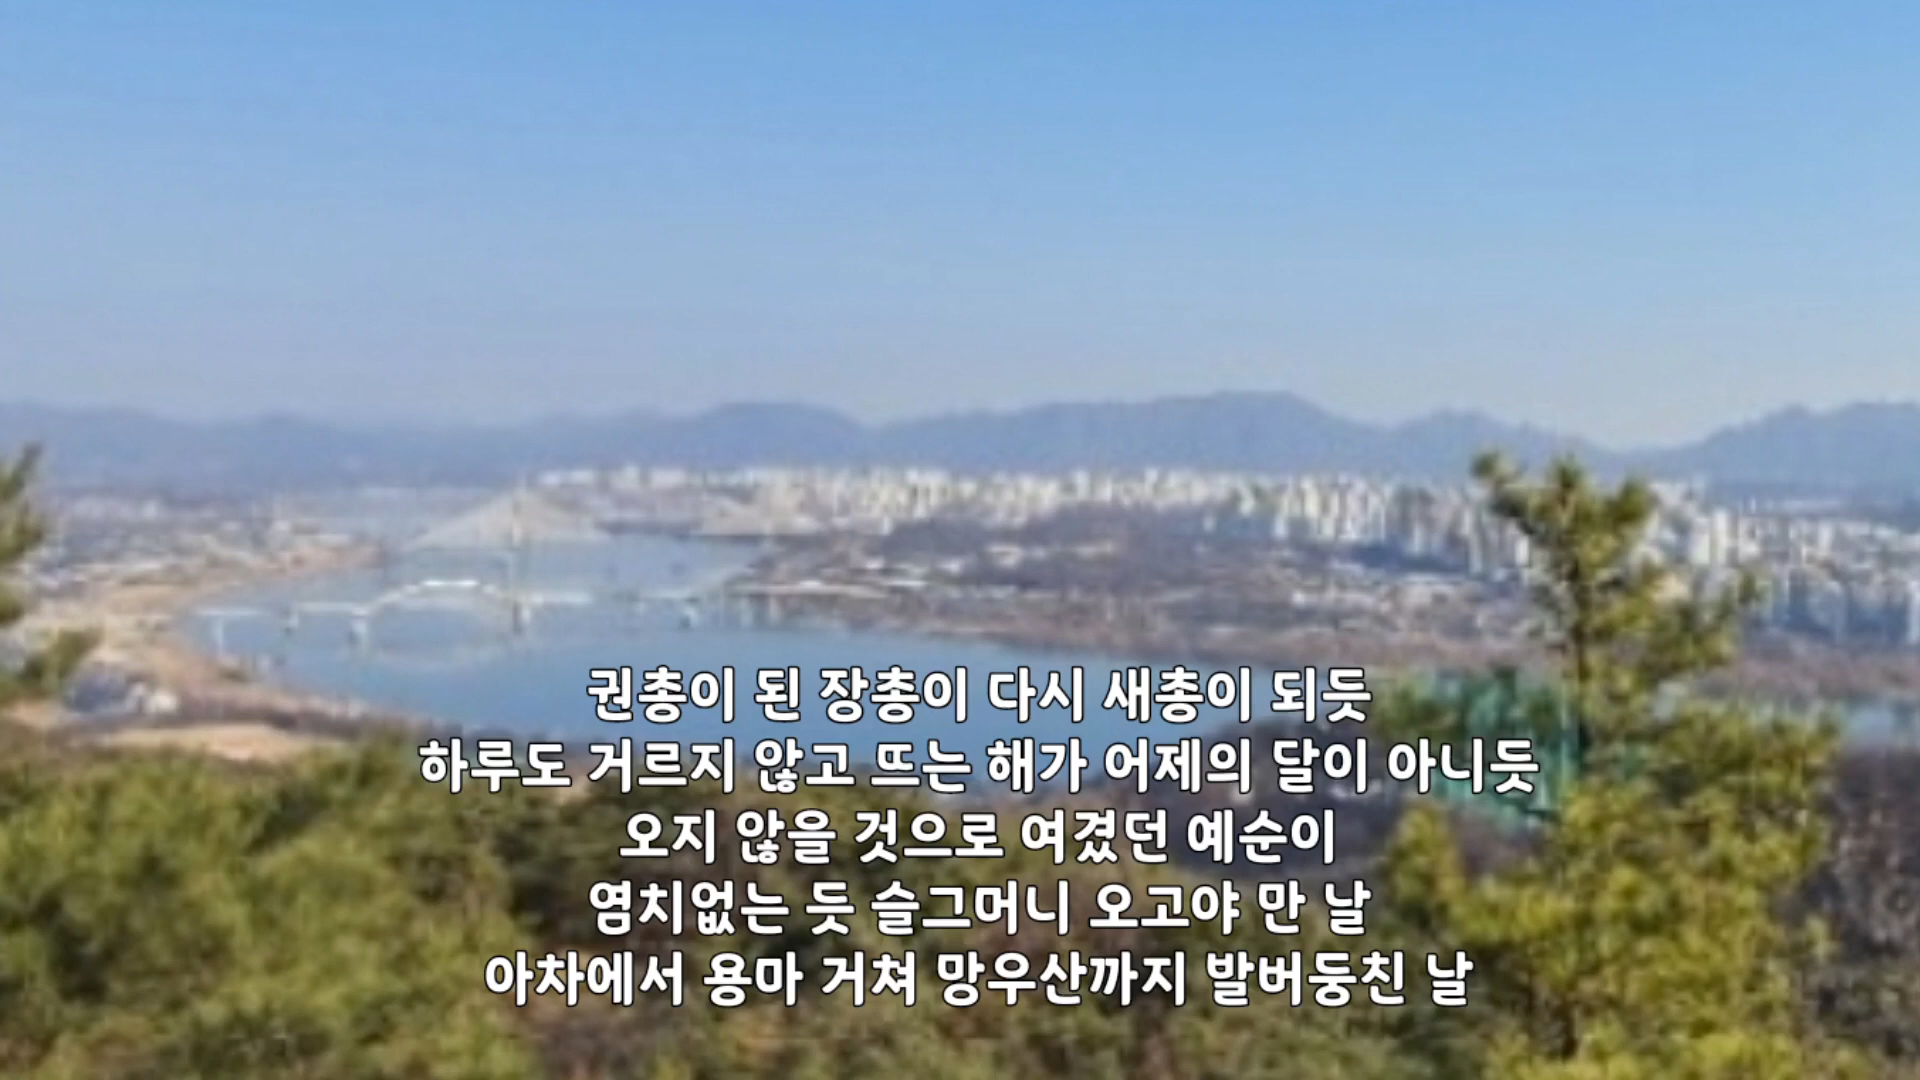 권총이 된 장총이 다시 새총이 되듯
하루도 거르지 않고 뜨는 해가 어제의 달이 아니듯
오지 않을 것으로 여겼던 예순이
염치없는 듯 슬그머니 오고야 만 날
아차에서 용마 거쳐 망우산까지 발버둥친 날